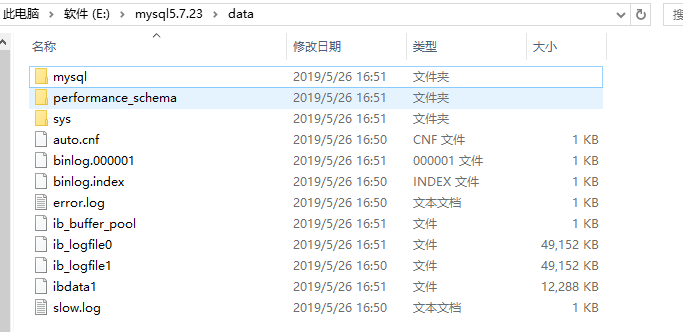 此电脑 › 软件 (E:) › mysql5.7.23 › data
名称 修改日期 类型 大小
mysql 2019/5/26 16:51 文件夹
performance_schema 2019/5/26 16:51 文件夹
sys 2019/5/26 16:51 文件夹
auto.cnf 2019/5/26 16:50 CNF 文件 1 KB
binlog.000001 2019/5/26 16:51 000001 文件 1 KB
binlog.index 2019/5/26 16:50 INDEX 文件 1 KB
error.log 2019/5/26 16:50 文本文档 1 KB
ib_buffer_pool 2019/5/26 16:51 文件 1 KB
ib_logfile0 2019/5/26 16:51 文件 49,152 KB
ib_logfile1 2019/5/26 16:50 文件 49,152 KB
ibdata1 2019/5/26 16:51 文件 12,288 KB
slow.log 2019/5/26 16:50 文本文档 1 KB